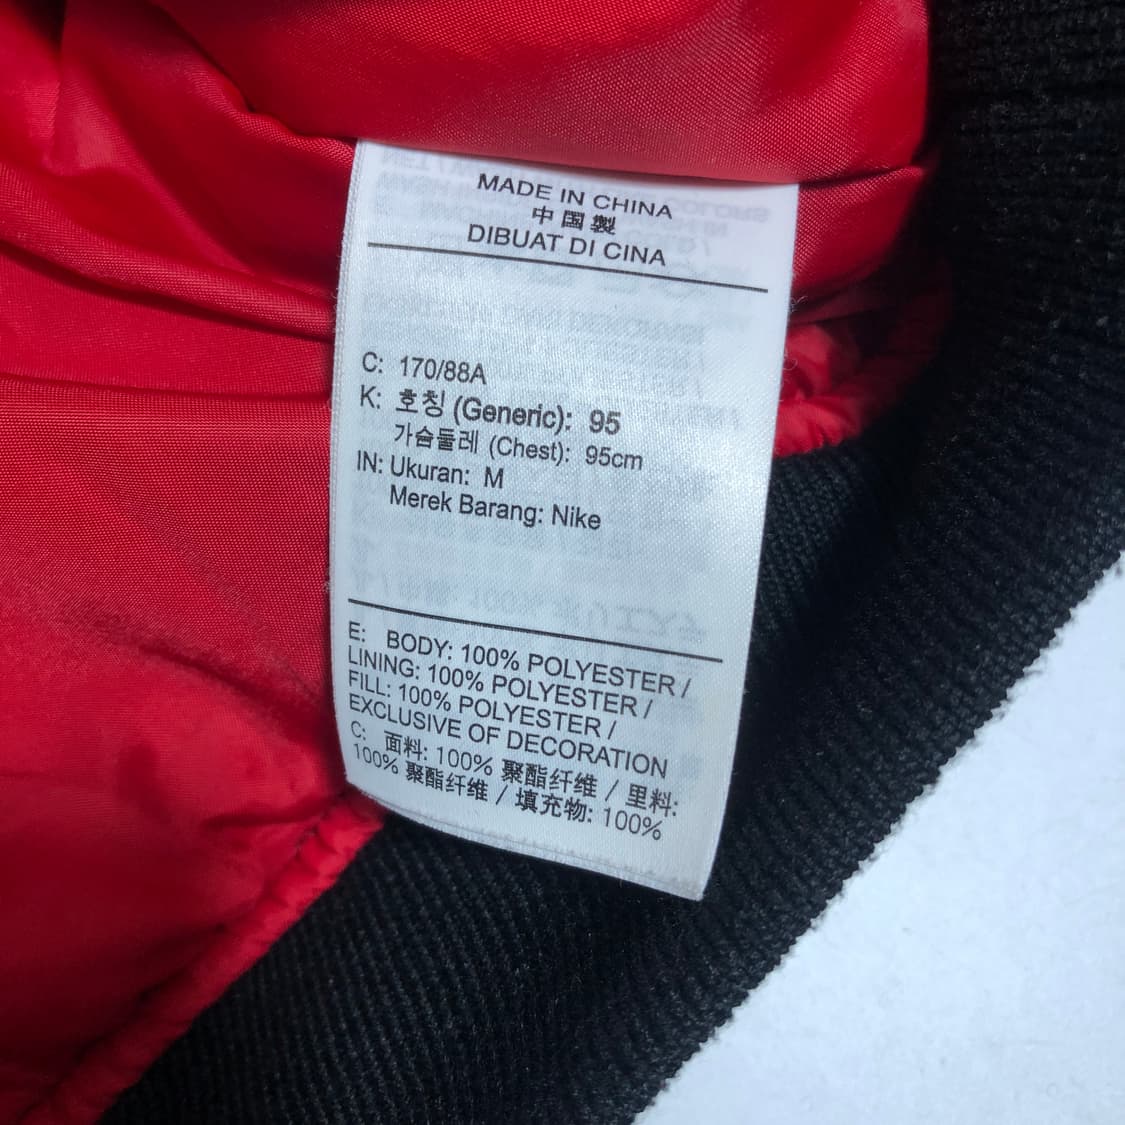 MADE IN CHINA
中国製
DIBUAT DI CINA
C: 170/88A
K: 호칭 (Generic): 95
가슴둘레 (Chest): 95cm
IN: Ukuran: M
Merek Barang: Nike
E: BODY: 100% POLYESTER /
LINING: 100% POLYESTER /
FILL: 100% POLYESTER /
EXCLUSIVE OF DECORATION
C: 面料: 100% 聚酯纤维 / 里料:
100% 聚酯纤维 / 填充物: 100%